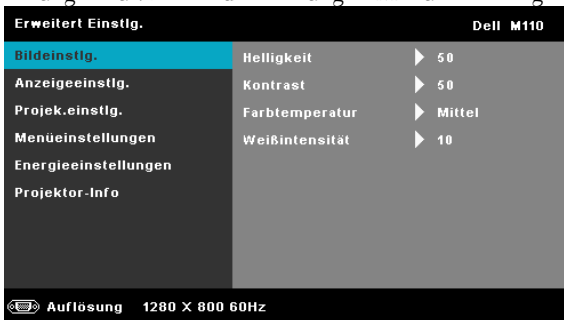 Erweitert Einstlg. Dell M110
Bildeinstlg.
Anzeigeeinstlg.
Projek.einstlg.
Menüeinstellungen
Energieeinstellungen
Projektor-Info
Helligkeit 50
Kontrast 50
Farbtemperatur Mittel
Weißintensität 10
Auflösung 1280 X 800 60Hz